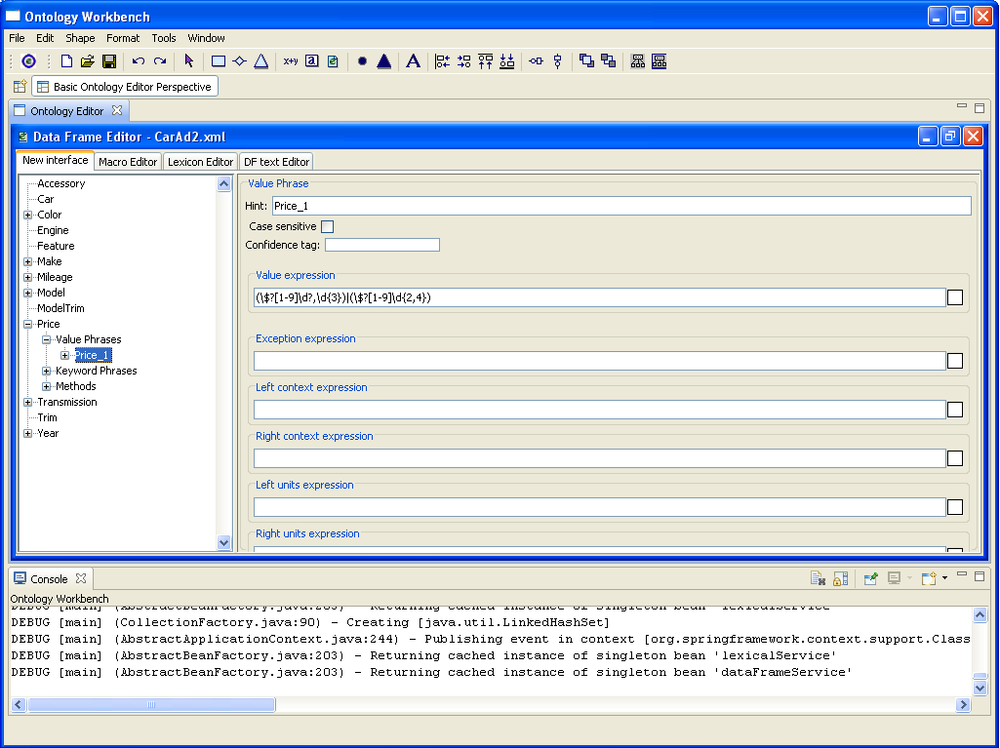 Ontology Workbench
File Edit Shape Format Tools Window
x+y a A
Basic Ontology Editor Perspective
Ontology Editor
Data Frame Editor - CarAd2.xml
New interface Macro Editor Lexicon Editor DF text Editor
Accessory
Car
Color
Engine
Feature
Make
Mileage
Model
ModelTrim
Price
Value Phrases
Price_1
Keyword Phrases
Methods
Transmission
Trim
Year
Value Phrase
Hint: Price_1
Case sensitive
Confidence tag:
Value expression
(\$?[1-9]\d?,\d{3})|(\$?[1-9]\d{2,4})
Exception expression
Left context expression
Right context expression
Left units expression
Right units expression
Console
Ontology Workbench
DEBUG [main] (AbstractBeanFactory.java:203) - Returning cached instance of singleton bean 'lexicalService'
DEBUG [main] (CollectionFactory.java:90) - Creating [java.util.LinkedHashSet]
DEBUG [main] (AbstractApplicationContext.java:244) - Publishing event in context [org.springframework.context.support.Class
DEBUG [main] (AbstractBeanFactory.java:203) - Returning cached instance of singleton bean 'lexicalService'
DEBUG [main] (AbstractBeanFactory.java:203) - Returning cached instance of singleton bean 'dataFrameService'